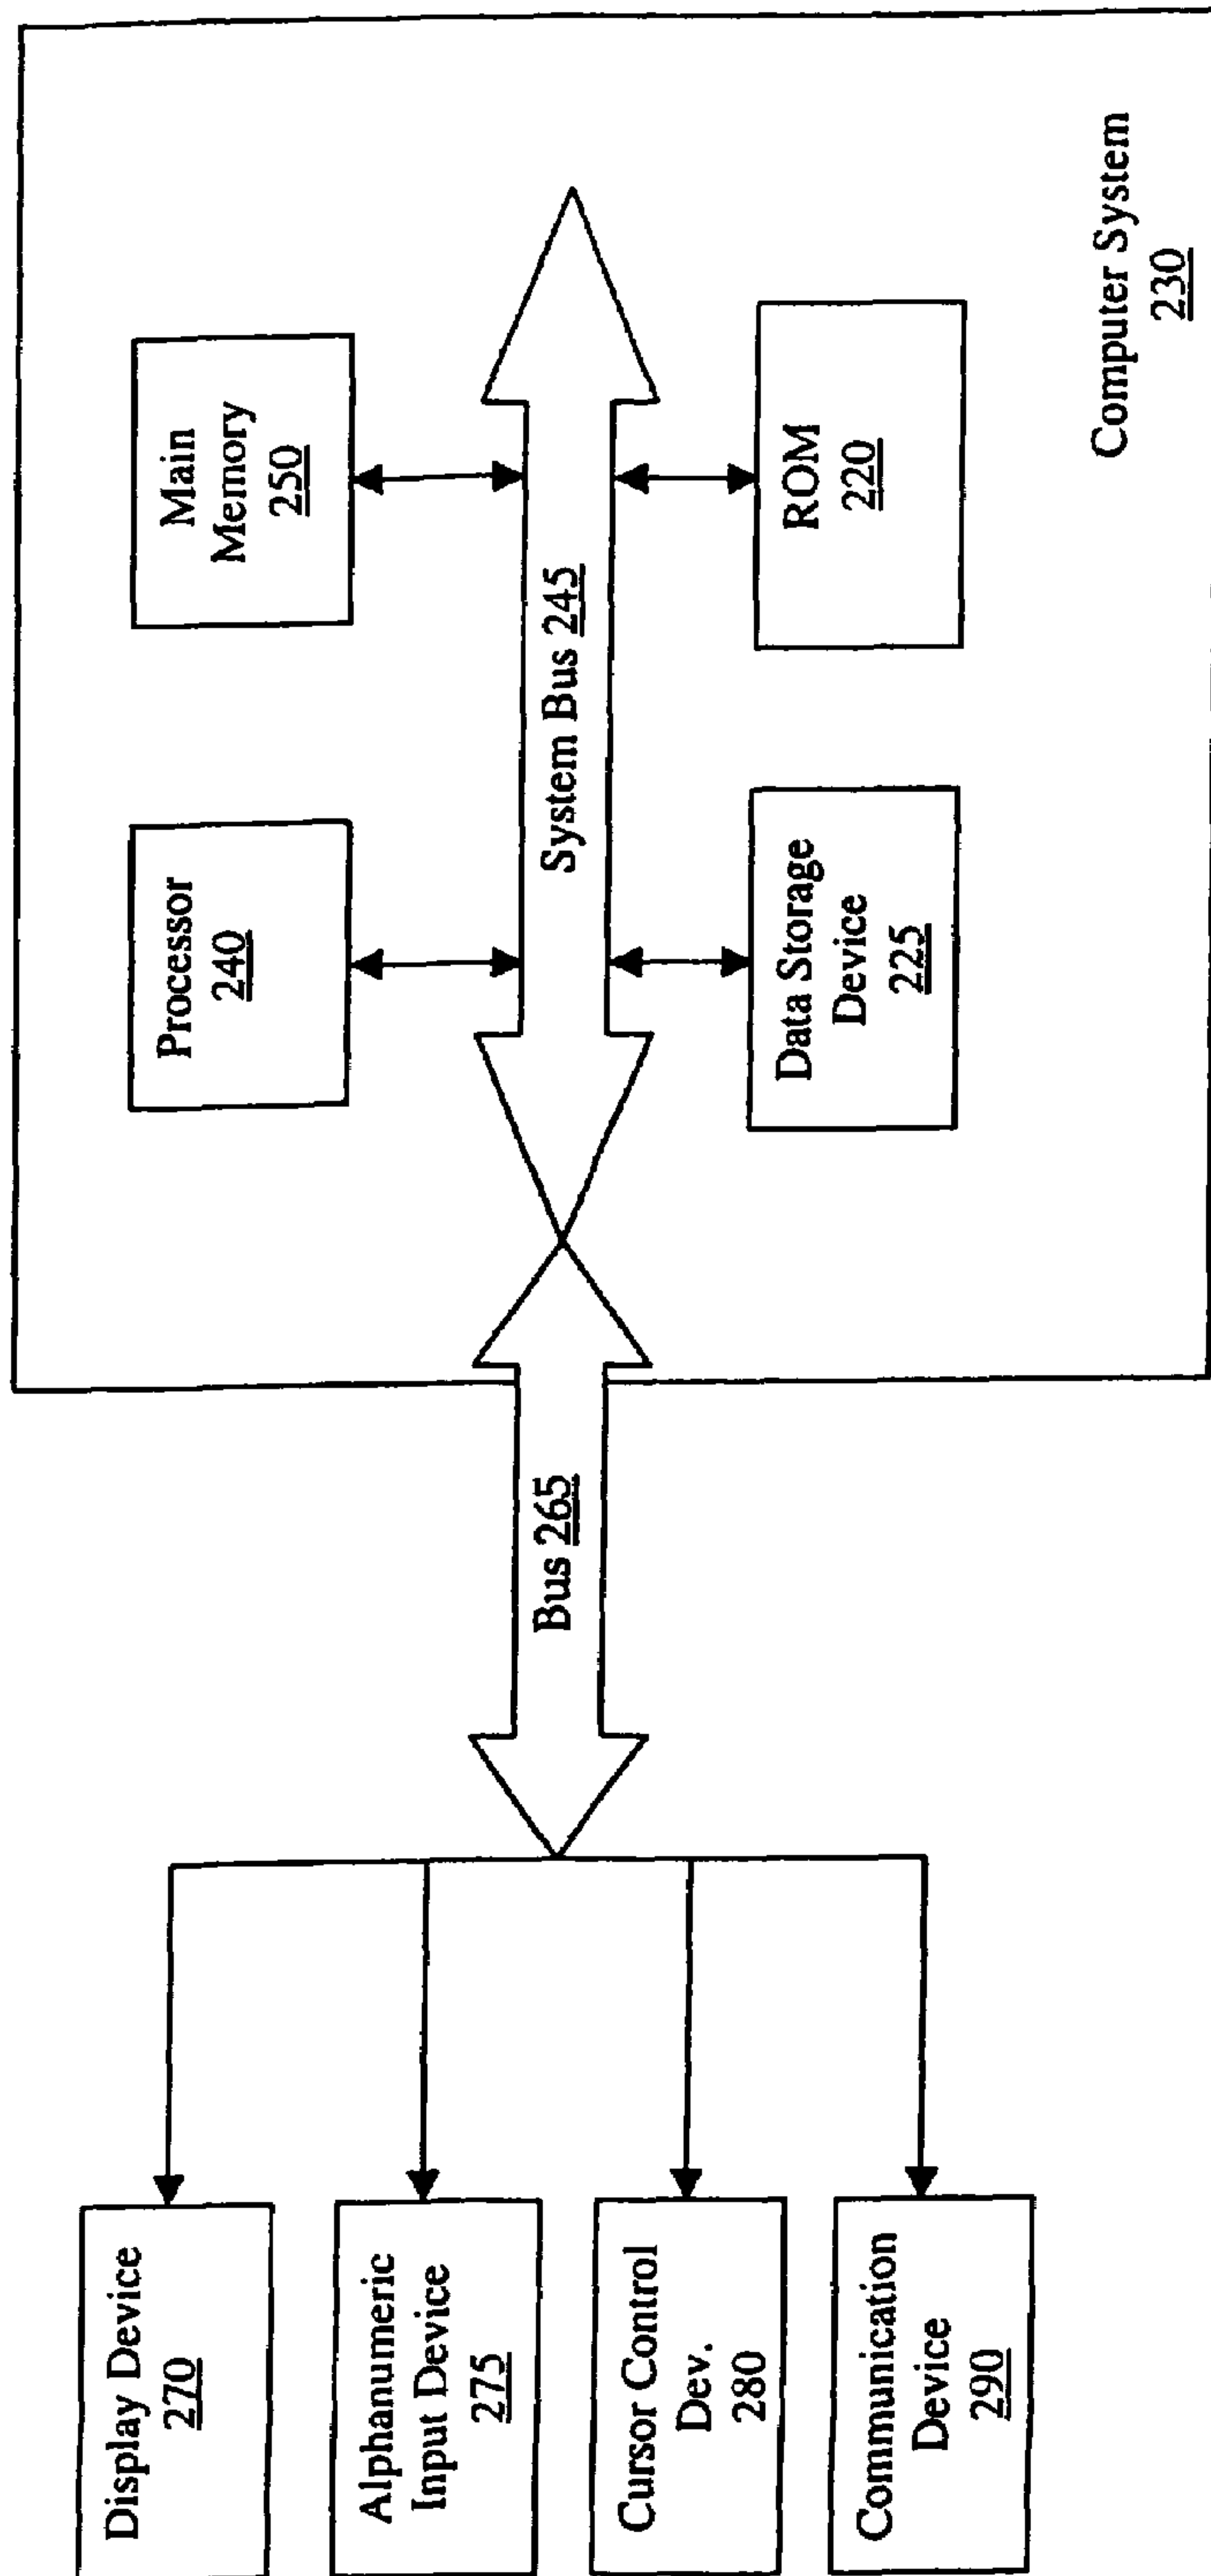 Display Device
270
Alphanumeric
Input Device
275
Cursor Control
Dev.
280
Communication
Device
290
Bus 265
Processor
240
Main
Memory
250
System Bus 245
Data Storage
Device
225
ROM
220
Computer System
230